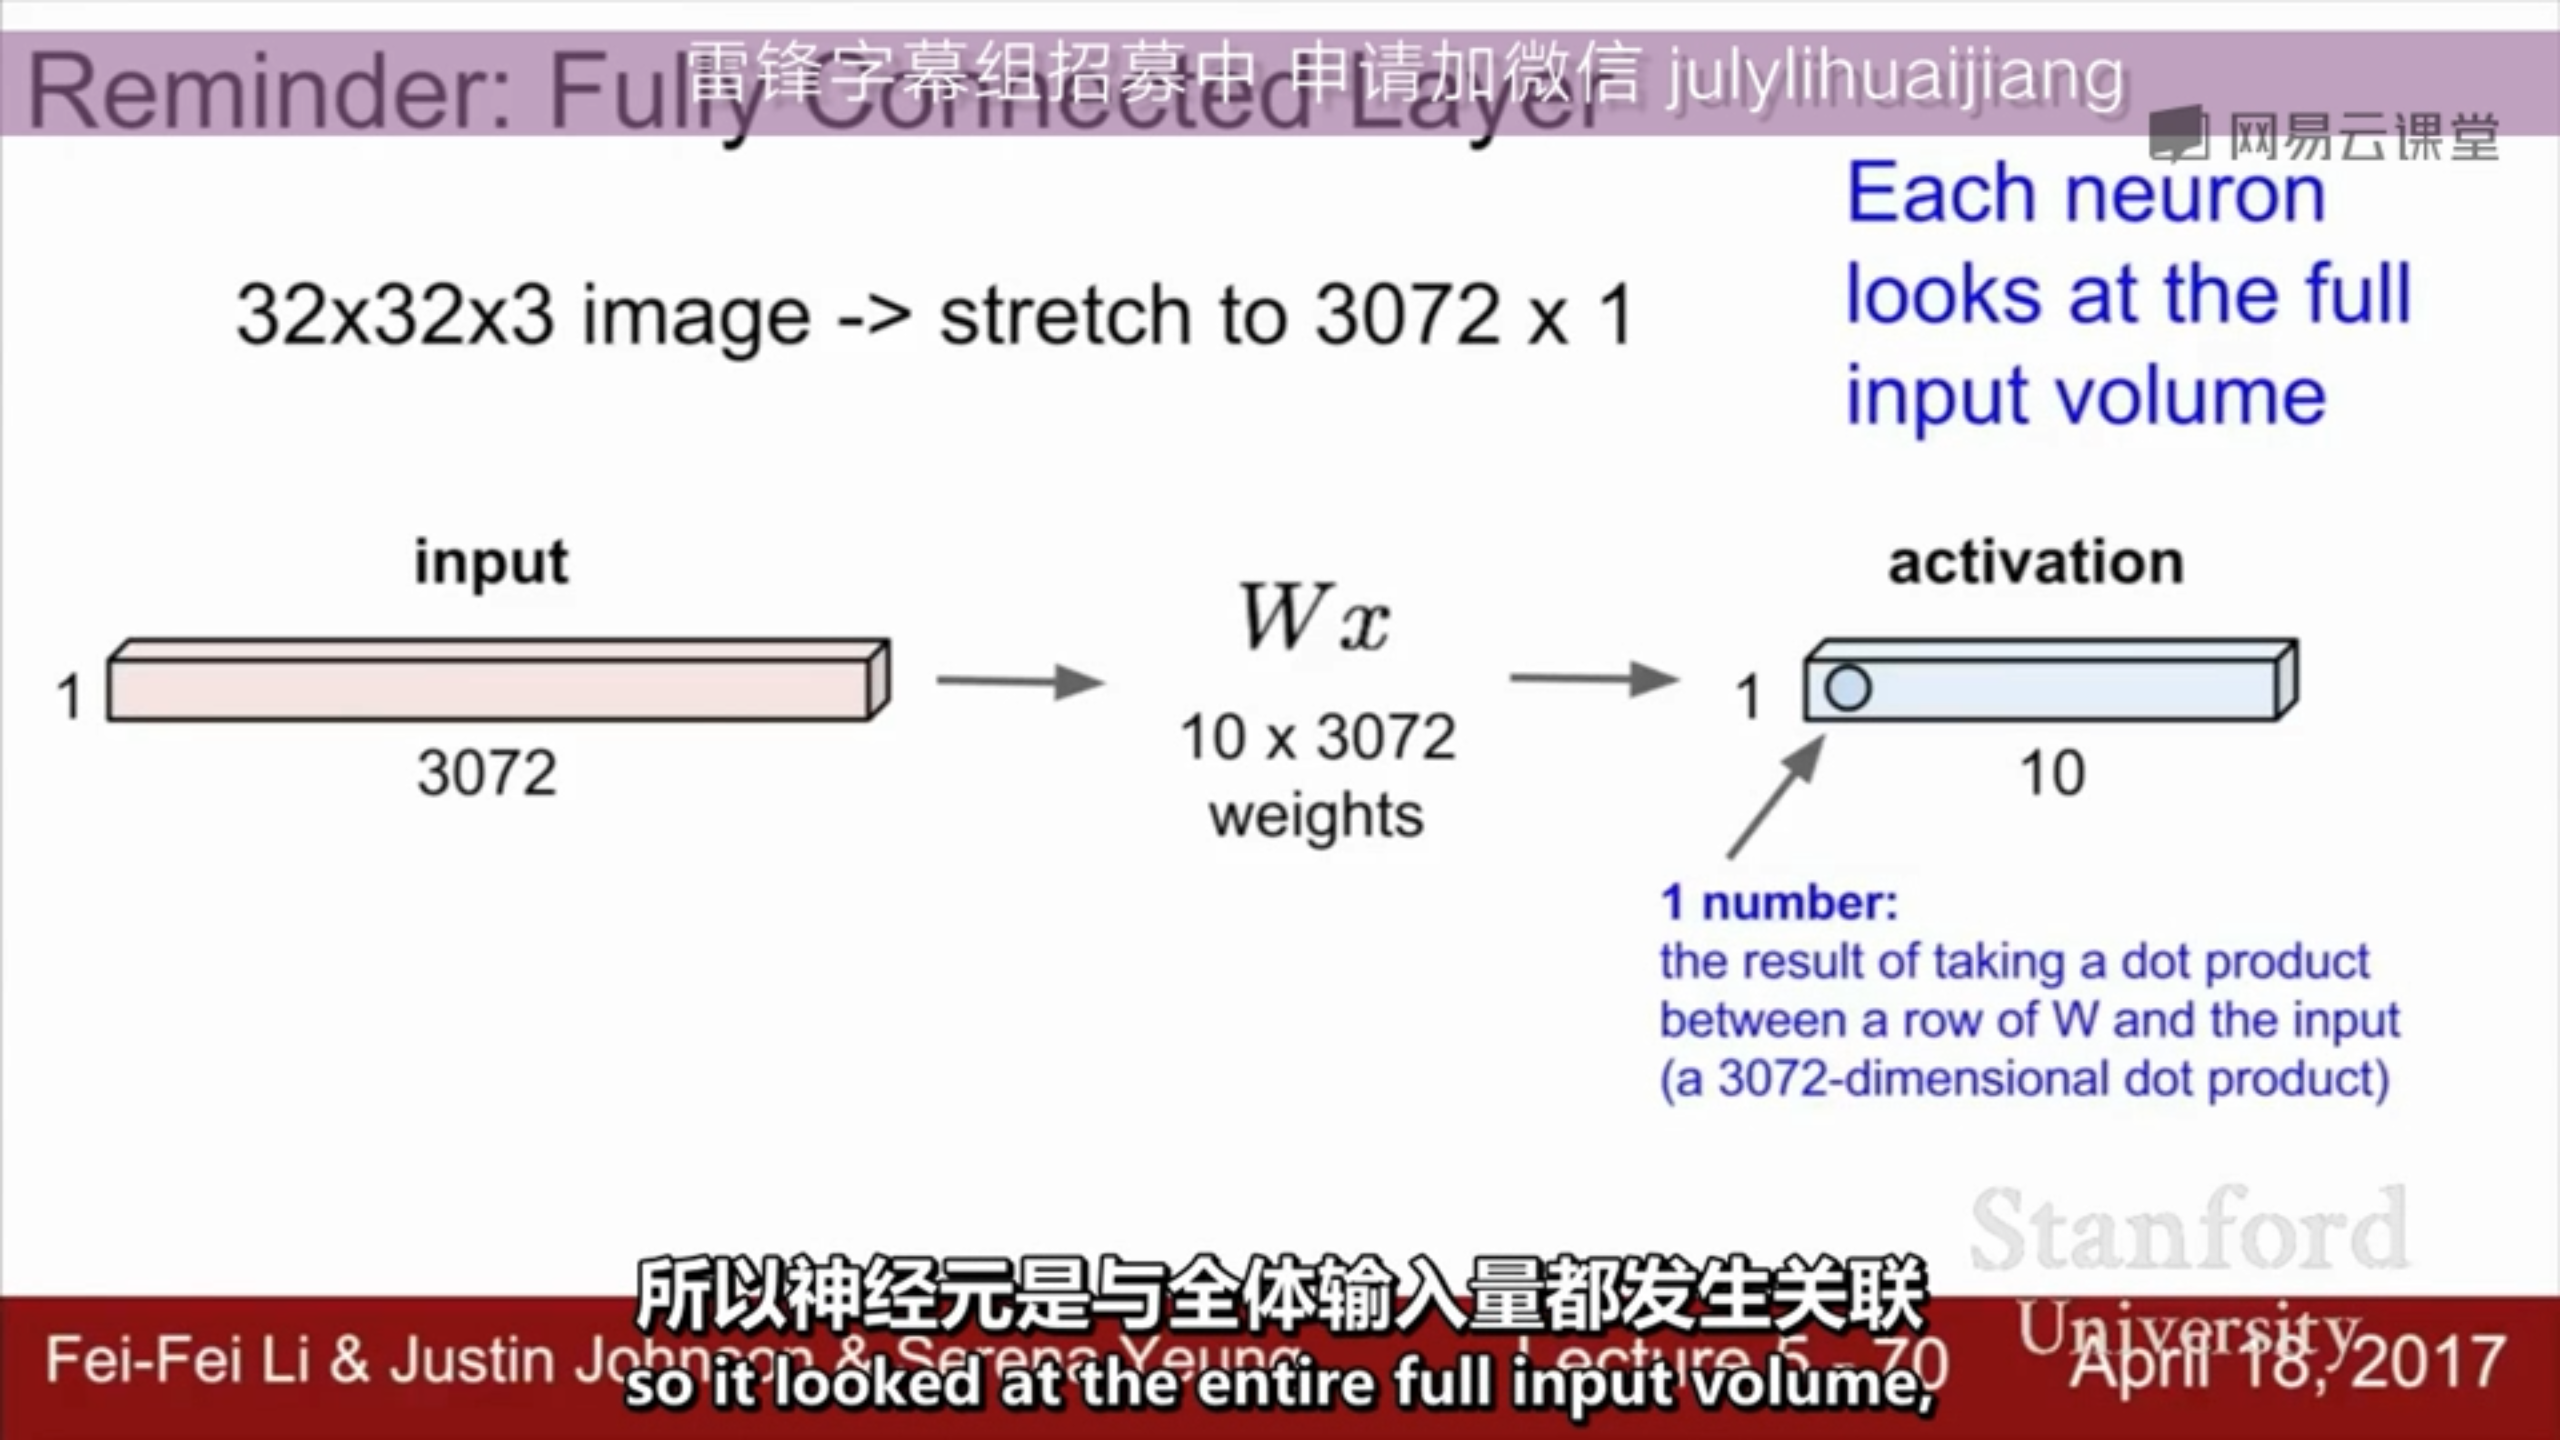 雷锋字幕组招募中 申请加微信 julylihuaijiang
Reminder: Fully Connected Layer
网易云课堂
Each neuron
looks at the full
input volume
32x32x3 image -> stretch to 3072 x 1
input
1
3072
Wx
10 x 3072
weights
activation
1
10
1 number:
the result of taking a dot product
between a row of W and the input
(a 3072-dimensional dot product)
Stanford
University
所以神经元是与全体输入量都发生关联
so it looked at the entire full input volume,
Fei-Fei Li & Justin Johnson & Serena Yeung Lecture 5 - 70 April 18, 2017